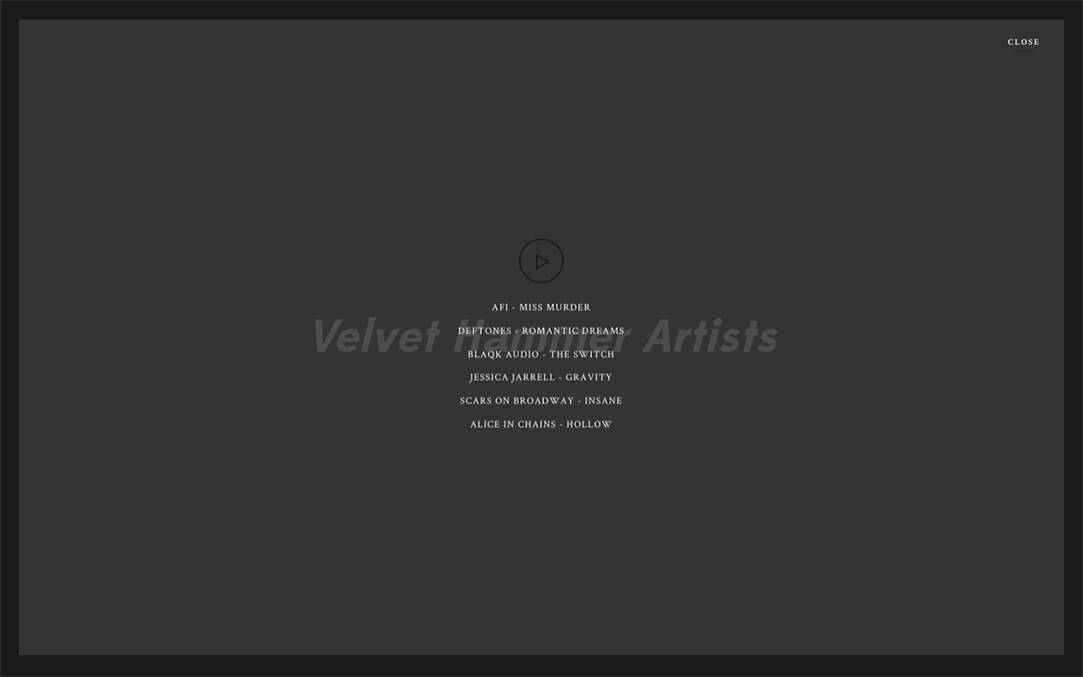 CLOSE
AFI - MISS MURDER
Velvet Hammer Artists
DEFTONES - ROMANTIC DREAMS
BLAQK AUDIO - THE SWITCH
JESSICA JARRELL - GRAVITY
SCARS ON BROADWAY - INSANE
ALICE IN CHAINS - HOLLOW